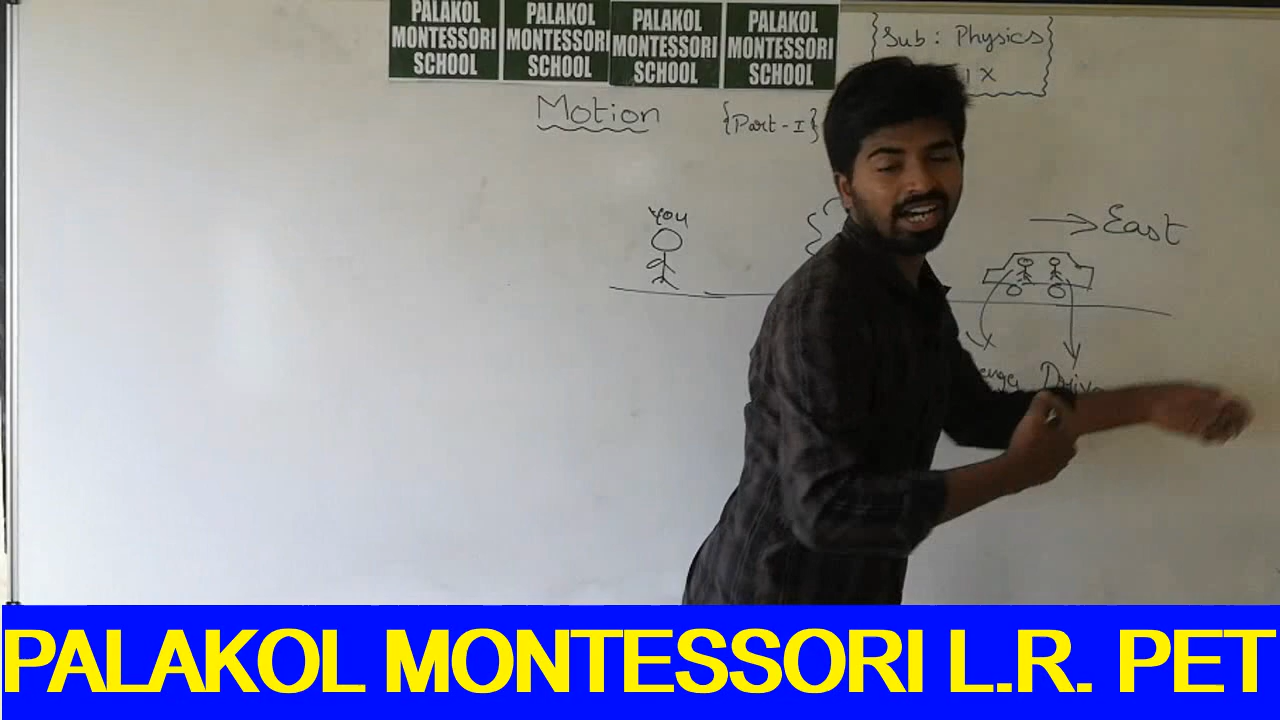 PALAKOL
MONTESSORI
SCHOOL
PALAKOL
MONTESSORI
SCHOOL
PALAKOL
MONTESSORI
SCHOOL
PALAKOL
MONTESSORI
SCHOOL
Sub : Physics
IX
Motion
{Part-I}
You
East
PALAKOL MONTESSORI L.R. PET